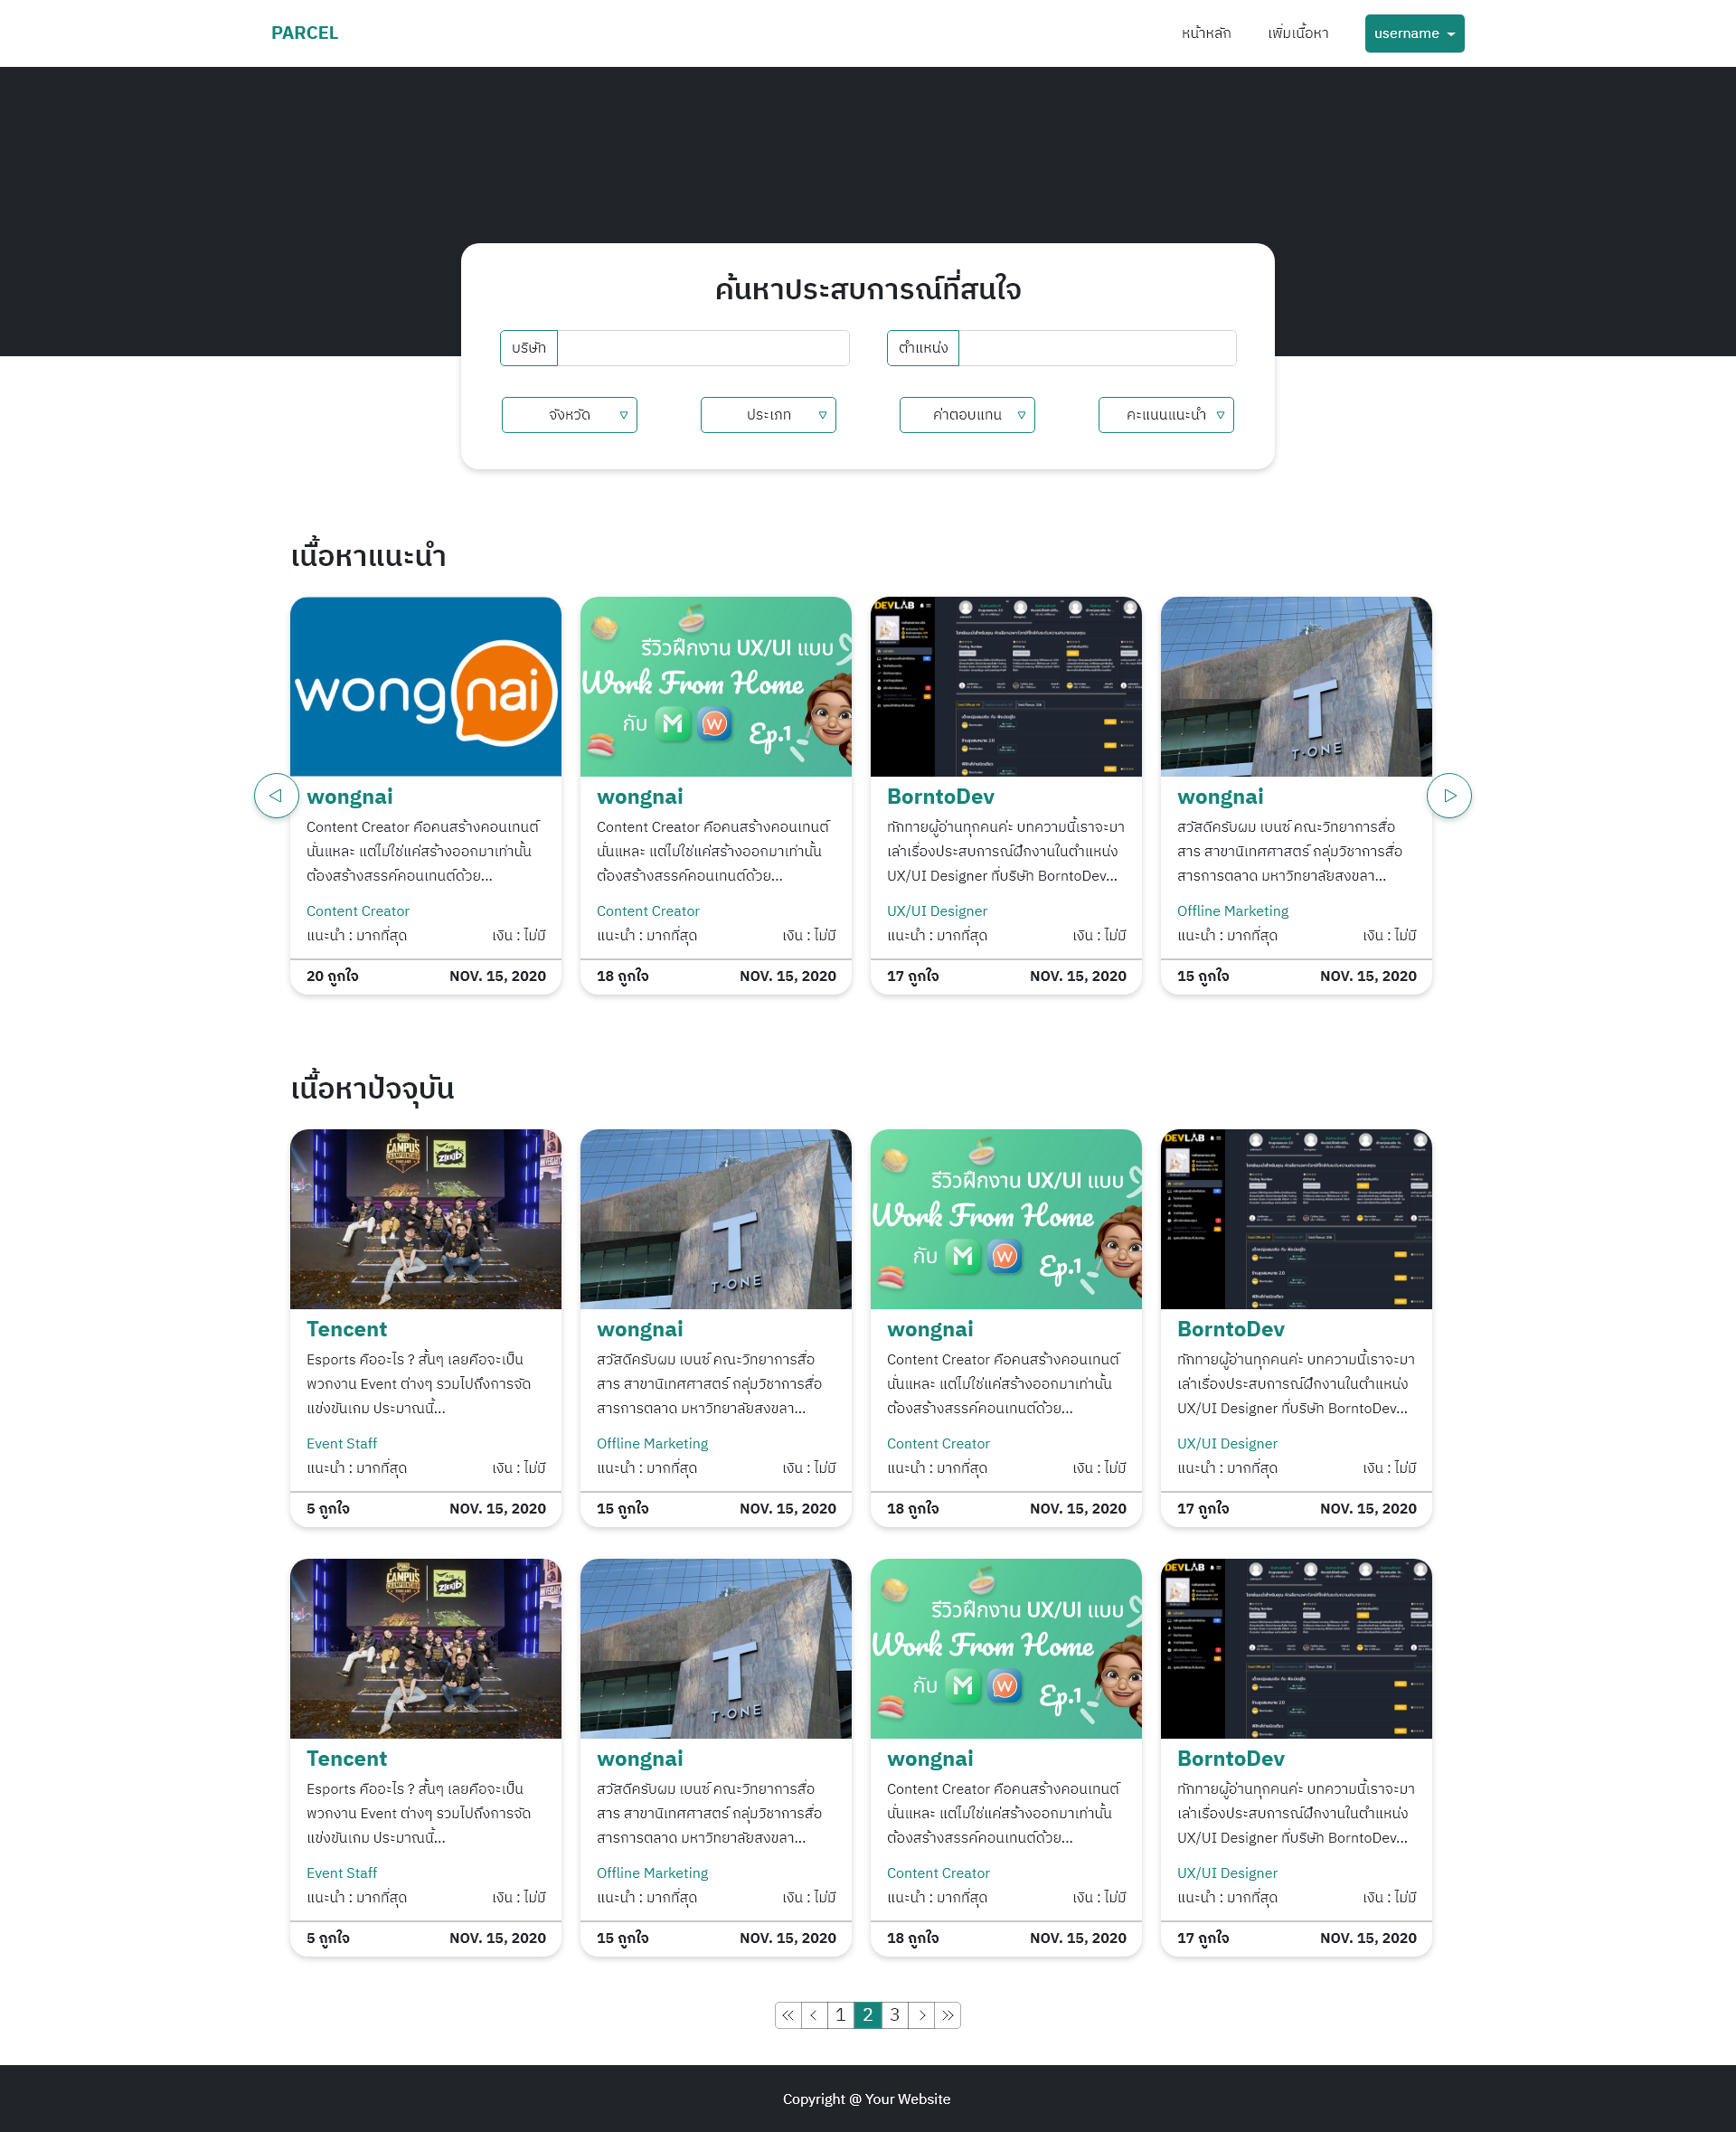 PARCEL
หน้าหลัก
เพิ่มเนื้อหา
username
ค้นหาประสบการณ์ที่สนใจ
บริษัท
ตำแหน่ง
จังหวัด
ประเภท
ค่าตอบแทน
คะแนนแนะนำ
เนื้อหาแนะนำ
wongnai
wongnai
Content Creator คือคนสร้างคอนเทนต์
นั่นแหละ แต่ไม่ใช่แค่สร้างออกมาเท่านั้น
ต้องสร้างสรรค์คอนเทนต์ด้วย...
Content Creator
แนะนำ : มากที่สุด
เงิน : ไม่มี
20 ถูกใจ
NOV. 15, 2020
รีวิวฝึกงาน UX/UI แบบ
Work From Home
กับ M W Ep.1
wongnai
Content Creator คือคนสร้างคอนเทนต์
นั่นแหละ แต่ไม่ใช่แค่สร้างออกมาเท่านั้น
ต้องสร้างสรรค์คอนเทนต์ด้วย...
Content Creator
แนะนำ : มากที่สุด
เงิน : ไม่มี
18 ถูกใจ
NOV. 15, 2020
DEVLAB
BorntoDev
ทักทายผู้อ่านทุกคนค่ะ บทความนี้เราจะมา
เล่าเรื่องประสบการณ์ฝึกงานในตำแหน่ง
UX/UI Designer ที่บริษัท BorntoDev...
UX/UI Designer
แนะนำ : มากที่สุด
เงิน : ไม่มี
17 ถูกใจ
NOV. 15, 2020
T
T-ONE
wongnai
สวัสดีครับผม เบนซ์ คณะวิทยาการสื่อ
สาร สาขานิเทศศาสตร์ กลุ่มวิชาการสื่อ
สารการตลาด มหาวิทยาลัยสงขลา...
Offline Marketing
แนะนำ : มากที่สุด
เงิน : ไม่มี
15 ถูกใจ
NOV. 15, 2020
เนื้อหาปัจจุบัน
CAMPUS
CHAMPIONSHIP
Tencent
Esports คืออะไร ? สั้นๆ เลยคือจะเป็น
พวกงาน Event ต่างๆ รวมไปถึงการจัด
แข่งขันเกม ประมาณนี้...
Event Staff
แนะนำ : มากที่สุด
เงิน : ไม่มี
5 ถูกใจ
NOV. 15, 2020
T
T-ONE
wongnai
สวัสดีครับผม เบนซ์ คณะวิทยาการสื่อ
สาร สาขานิเทศศาสตร์ กลุ่มวิชาการสื่อ
สารการตลาด มหาวิทยาลัยสงขลา...
Offline Marketing
แนะนำ : มากที่สุด
เงิน : ไม่มี
15 ถูกใจ
NOV. 15, 2020
รีวิวฝึกงาน UX/UI แบบ
Work From Home
กับ M W Ep.1
wongnai
Content Creator คือคนสร้างคอนเทนต์
นั่นแหละ แต่ไม่ใช่แค่สร้างออกมาเท่านั้น
ต้องสร้างสรรค์คอนเทนต์ด้วย...
Content Creator
แนะนำ : มากที่สุด
เงิน : ไม่มี
18 ถูกใจ
NOV. 15, 2020
DEVLAB
BorntoDev
ทักทายผู้อ่านทุกคนค่ะ บทความนี้เราจะมา
เล่าเรื่องประสบการณ์ฝึกงานในตำแหน่ง
UX/UI Designer ที่บริษัท BorntoDev...
UX/UI Designer
แนะนำ : มากที่สุด
เงิน : ไม่มี
17 ถูกใจ
NOV. 15, 2020
CAMPUS
CHAMPIONSHIP
Tencent
Esports คืออะไร ? สั้นๆ เลยคือจะเป็น
พวกงาน Event ต่างๆ รวมไปถึงการจัด
แข่งขันเกม ประมาณนี้...
Event Staff
แนะนำ : มากที่สุด
เงิน : ไม่มี
5 ถูกใจ
NOV. 15, 2020
T
T-ONE
wongnai
สวัสดีครับผม เบนซ์ คณะวิทยาการสื่อ
สาร สาขานิเทศศาสตร์ กลุ่มวิชาการสื่อ
สารการตลาด มหาวิทยาลัยสงขลา...
Offline Marketing
แนะนำ : มากที่สุด
เงิน : ไม่มี
15 ถูกใจ
NOV. 15, 2020
รีวิวฝึกงาน UX/UI แบบ
Work From Home
กับ M W Ep.1
wongnai
Content Creator คือคนสร้างคอนเทนต์
นั่นแหละ แต่ไม่ใช่แค่สร้างออกมาเท่านั้น
ต้องสร้างสรรค์คอนเทนต์ด้วย...
Content Creator
แนะนำ : มากที่สุด
เงิน : ไม่มี
18 ถูกใจ
NOV. 15, 2020
DEVLAB
BorntoDev
ทักทายผู้อ่านทุกคนค่ะ บทความนี้เราจะมา
เล่าเรื่องประสบการณ์ฝึกงานในตำแหน่ง
UX/UI Designer ที่บริษัท BorntoDev...
UX/UI Designer
แนะนำ : มากที่สุด
เงิน : ไม่มี
17 ถูกใจ
NOV. 15, 2020
1 2 3
Copyright @ Your Website